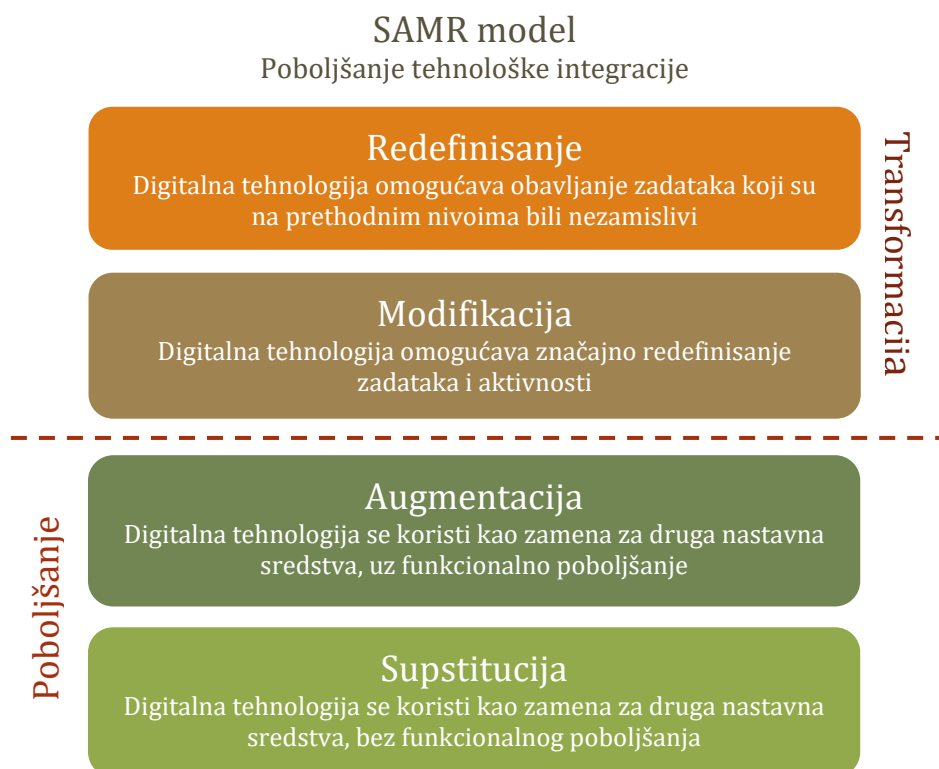 SAMR model
Poboljšanje tehnološke integracije
Redefinisanje
Digitalna tehnologija omogućava obavljanje zadataka koji su
na prethodnim nivoima bili nezamislivi
Transformacija
Modifikacija
Digitalna tehnologija omogućava značajno redefinisanje
zadataka i aktivnosti
Augmentacija
Digitalna tehnologija se koristi kao zamena za druga nastavna
sredstva, uz funkcionalno poboljšanje
Poboljšanje
Supstitucija
Digitalna tehnologija se koristi kao zamena za druga nastavna
sredstva, bez funkcionalnog poboljšanja